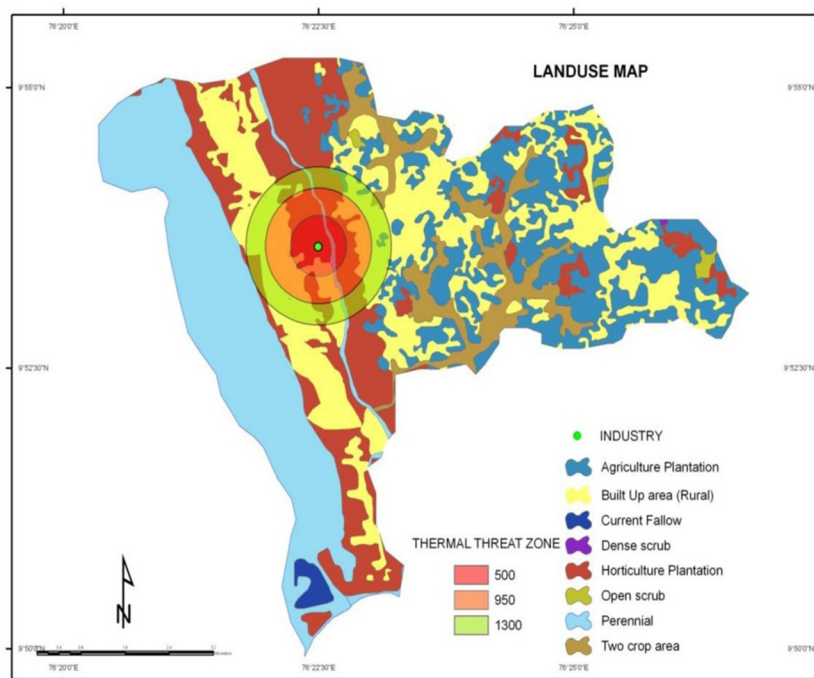 76°20'0"E
76°22'30"E
76°25'0"E
9°55'0"N
9°55'0"N
LANDUSE MAP
9°52'30"N
9°52'30"N
INDUSTRY
Agriculture Plantation
Built Up area (Rural)
Current Fallow
Dense scrub
Horticulture Plantation
Open scrub
Perennial
Two crop area
THERMAL THREAT ZONE
500
950
1300
N
9°50'0"N
9°50'0"N
76°20'0"E
76°22'30"E
76°25'0"E